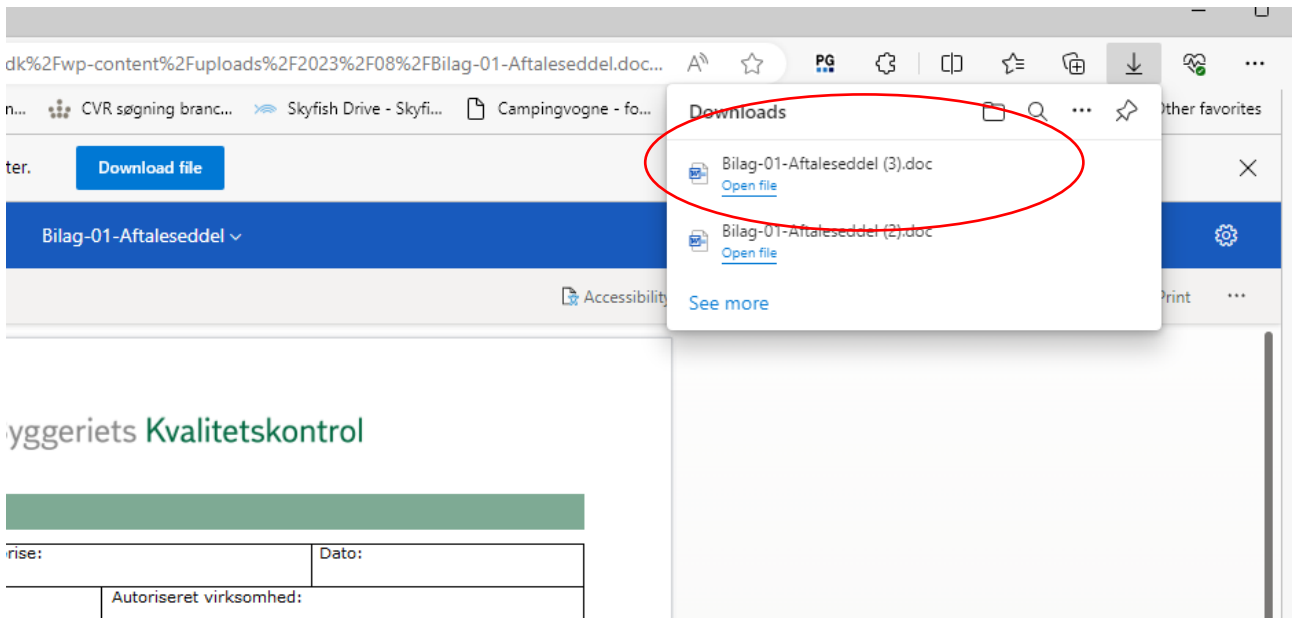 dk%2Fwp-content%2Fuploads%2F2023%2F08%2FBilag-01-Aftaleseddel.doc...
PG
n... CVR søgning branc... Skyfish Drive - Skyfi... Campingvogne - fo... Other favorites
Downloads
ter. Download file
Bilag-01-Aftaleseddel (3).doc
Open file
Bilag-01-Aftaleseddel
Bilag-01-Aftaleseddel (2).doc
Open file
Accessibility
See more
Print
yggeriets Kvalitetskontrol
rise: Dato:
Autoriseret virksomhed: